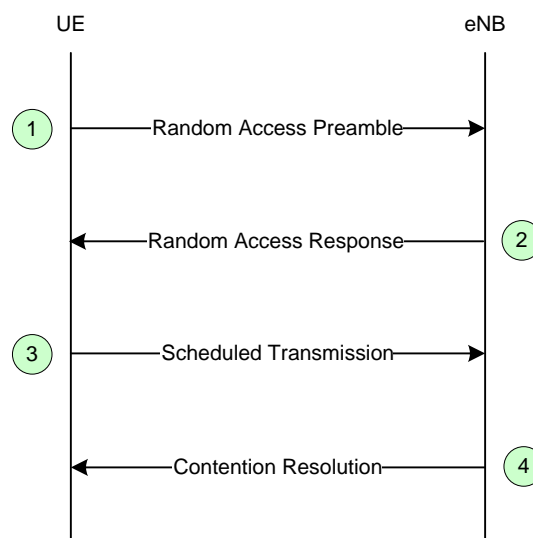 UE
eNB
1
Random Access Preamble
Random Access Response
2
3
Scheduled Transmission
Contention Resolution
4